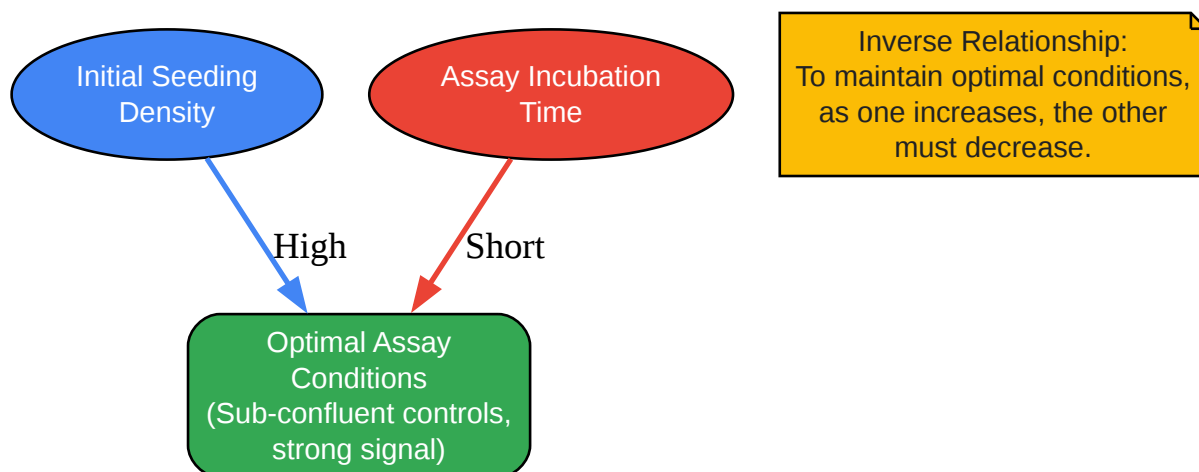 Initial Seeding
Density
Assay Incubation
Time
Inverse Relationship:
To maintain optimal conditions,
as one increases, the other
must decrease.
High
Short
Optimal Assay
Conditions
(Sub-confluent controls,
strong signal)